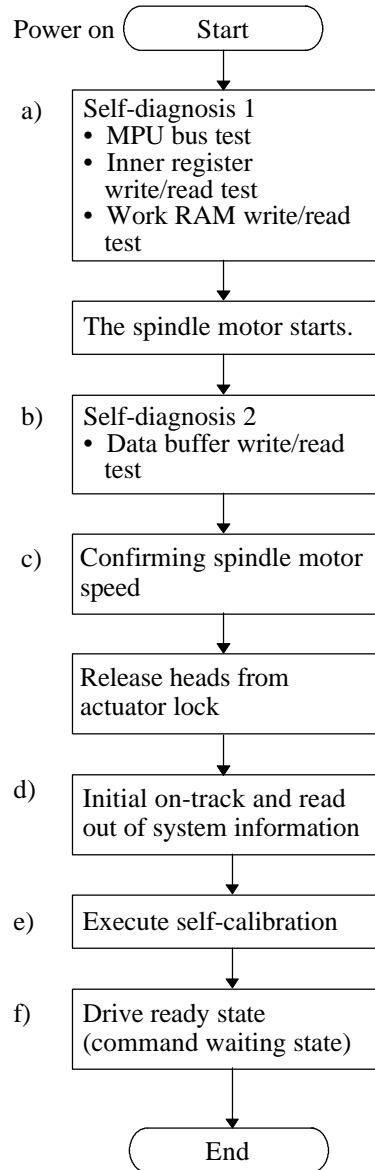 Power on Start
a) Self-diagnosis 1
• MPU bus test
• Inner register
write/read test
• Work RAM write/read
test
The spindle motor starts.
b) Self-diagnosis 2
• Data buffer write/read
test
c) Confirming spindle motor
speed
Release heads from
actuator lock
d) Initial on-track and read
out of system information
e) Execute self-calibration
f) Drive ready state
(command waiting state)
End